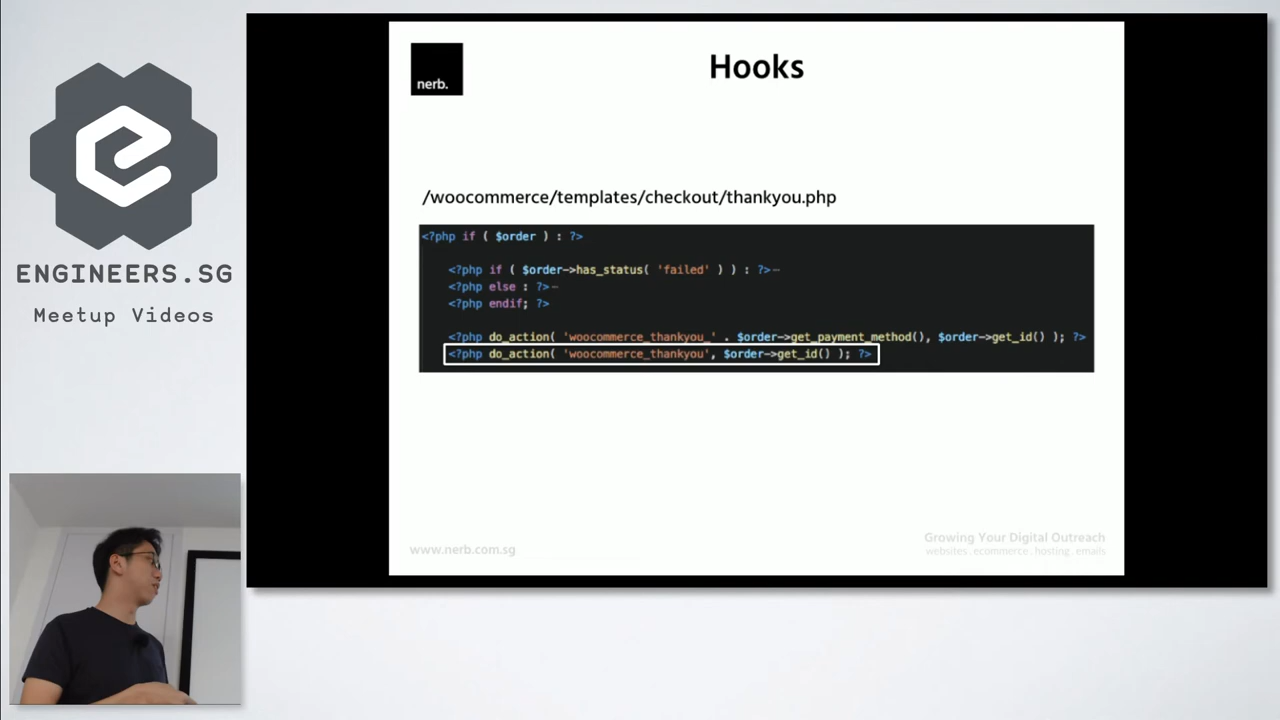 ENGINEERS.SG
Meetup Videos
nerb.
Hooks
/woocommerce/templates/checkout/thankyou.php
<?php if ( $order ) : ?>
<?php if ( $order->has_status( 'failed' ) ) : ?>
<?php else : ?>
<?php endif; ?>
<?php do_action( 'woocommerce_thankyou_' . $order->get_payment_method(), $order->get_id() ); ?>
<?php do_action( 'woocommerce_thankyou', $order->get_id() ); ?>
www.nerb.com.sg
Growing Your Digital Outreach
websites . ecommerce . hosting . emails